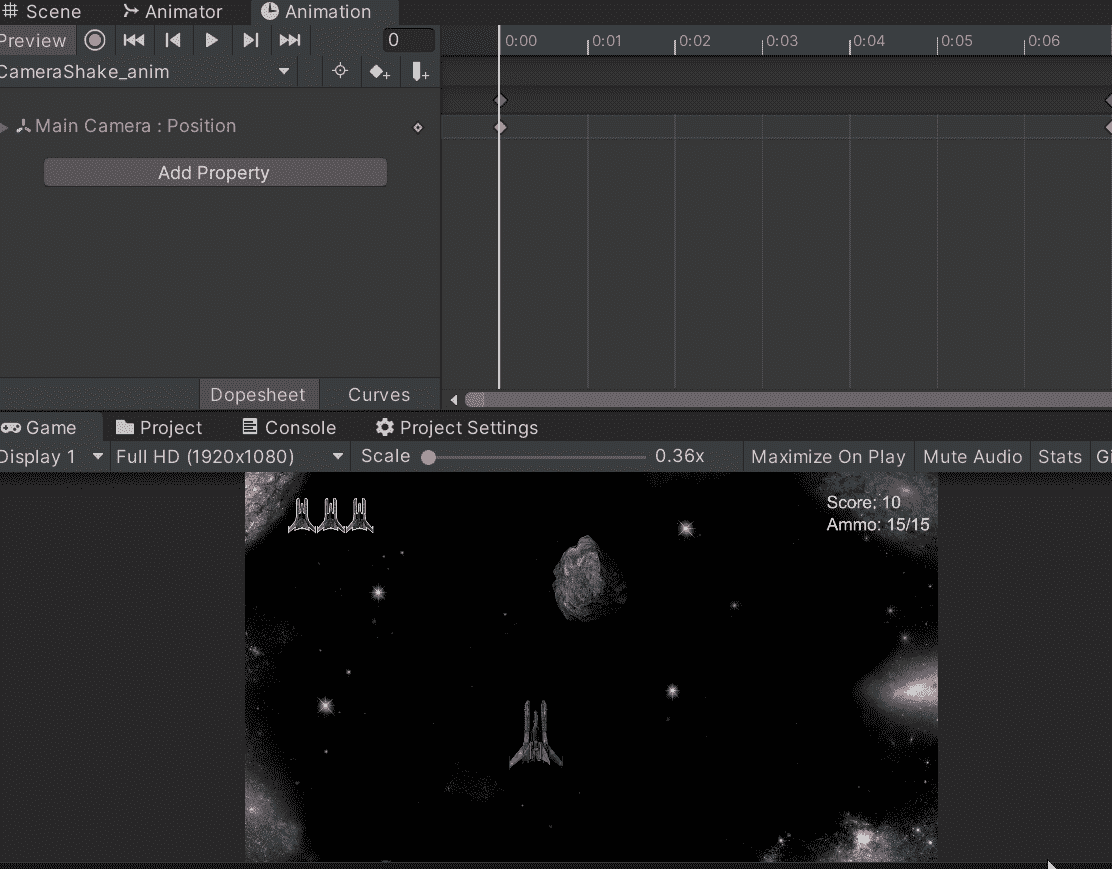 Scene Animator Animation
Preview 0 0:00 0:01 0:02 0:03 0:04 0:05 0:06
CameraShake_anim
Main Camera : Position
Add Property
Dopesheet Curves
Game Project Console Project Settings
Display 1 Full HD (1920x1080) Scale 0.36x Maximize On Play Mute Audio Stats Gi
Score: 10
Ammo: 15/15